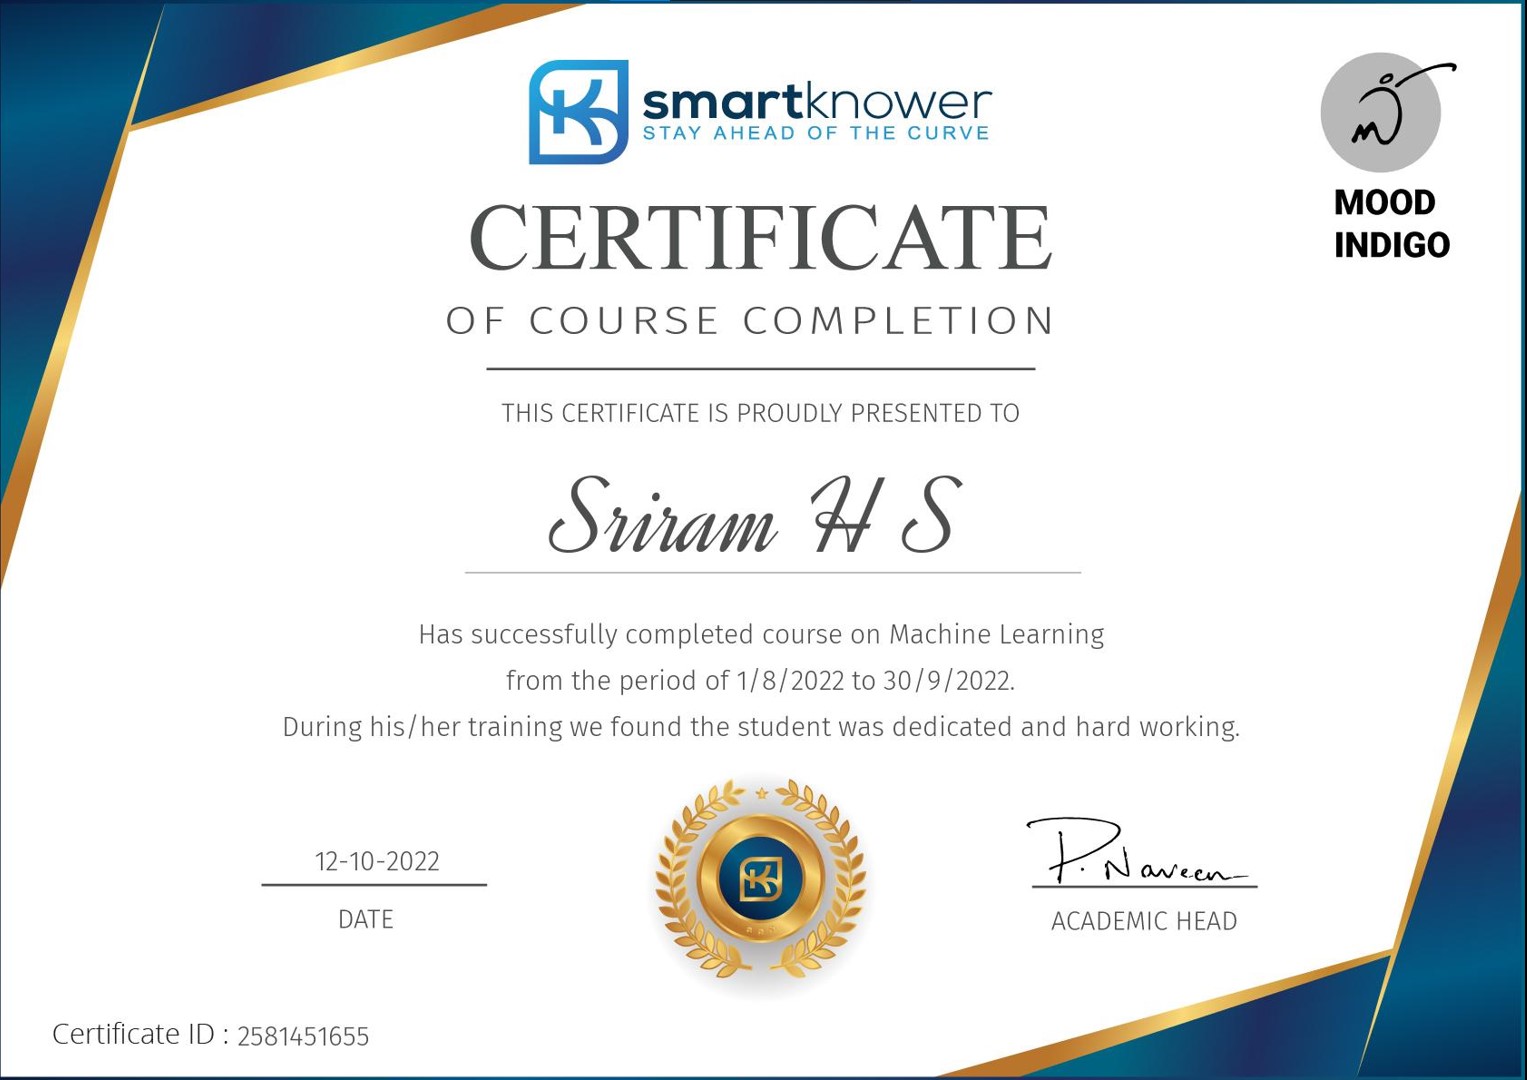 smartknower
STAY AHEAD OF THE CURVE
MOOD
INDIGO
CERTIFICATE
OF COURSE COMPLETION
THIS CERTIFICATE IS PROUDLY PRESENTED TO
Sriram H S
Has successfully completed course on Machine Learning
from the period of 1/8/2022 to 30/9/2022.
During his/her training we found the student was dedicated and hard working.
12-10-2022
DATE
P. Naveen
ACADEMIC HEAD
Certificate ID : 2581451655